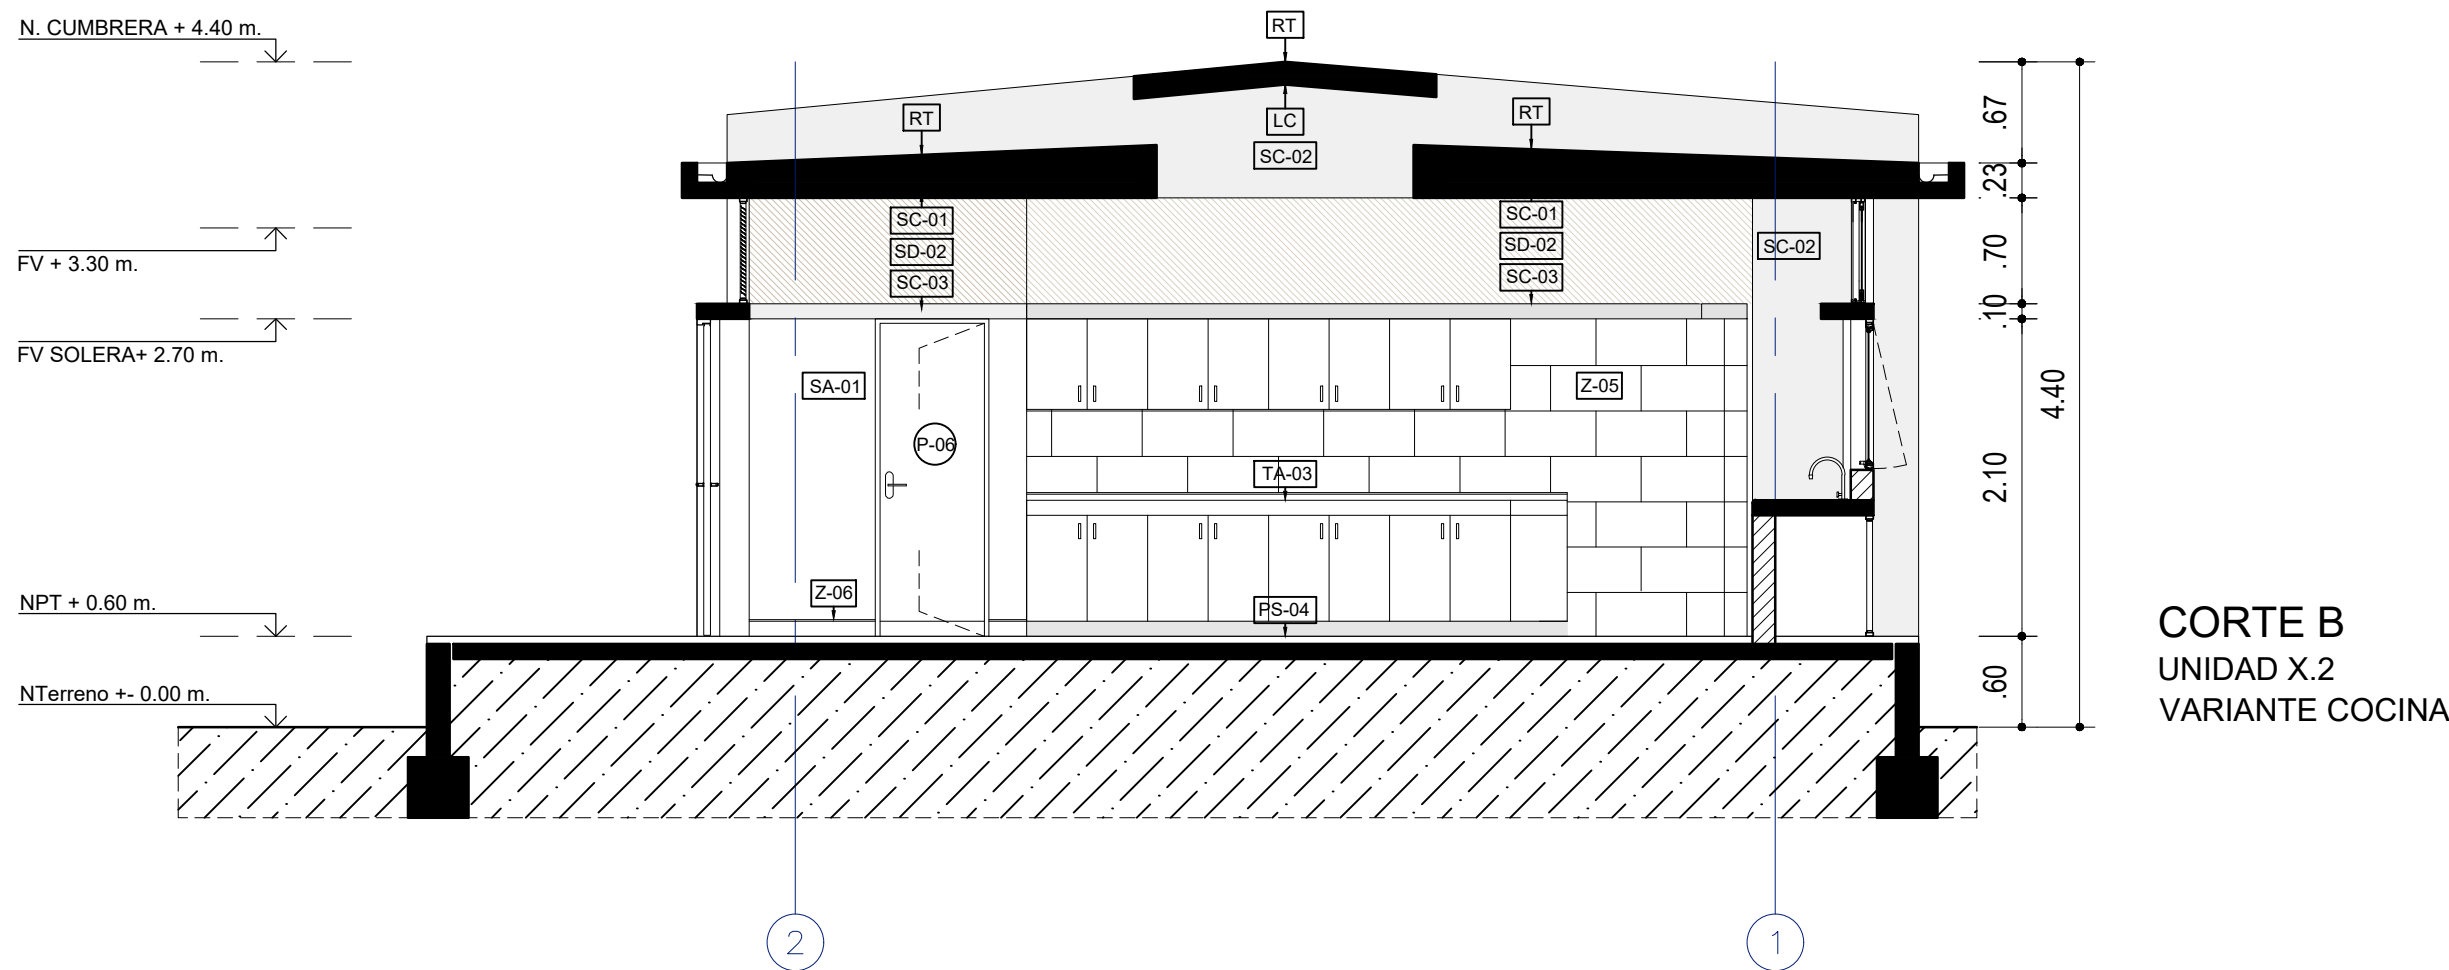 N. CUMBRERA + 4.40 m.
RT
RT
RT
LC
SC-02
.67
.23
SC-01
SD-02
SC-03
SC-01
SD-02
SC-03
SC-02
FV + 3.30 m.
.70
.10
FV SOLERA+ 2.70 m.
SA-01
Z-05
4.40
P-06
TA-03
2.10
Z-06
PS-04
NPT + 0.60 m.
CORTE B
UNIDAD X.2
VARIANTE COCINA
NTerreno +- 0.00 m.
.60
2
1